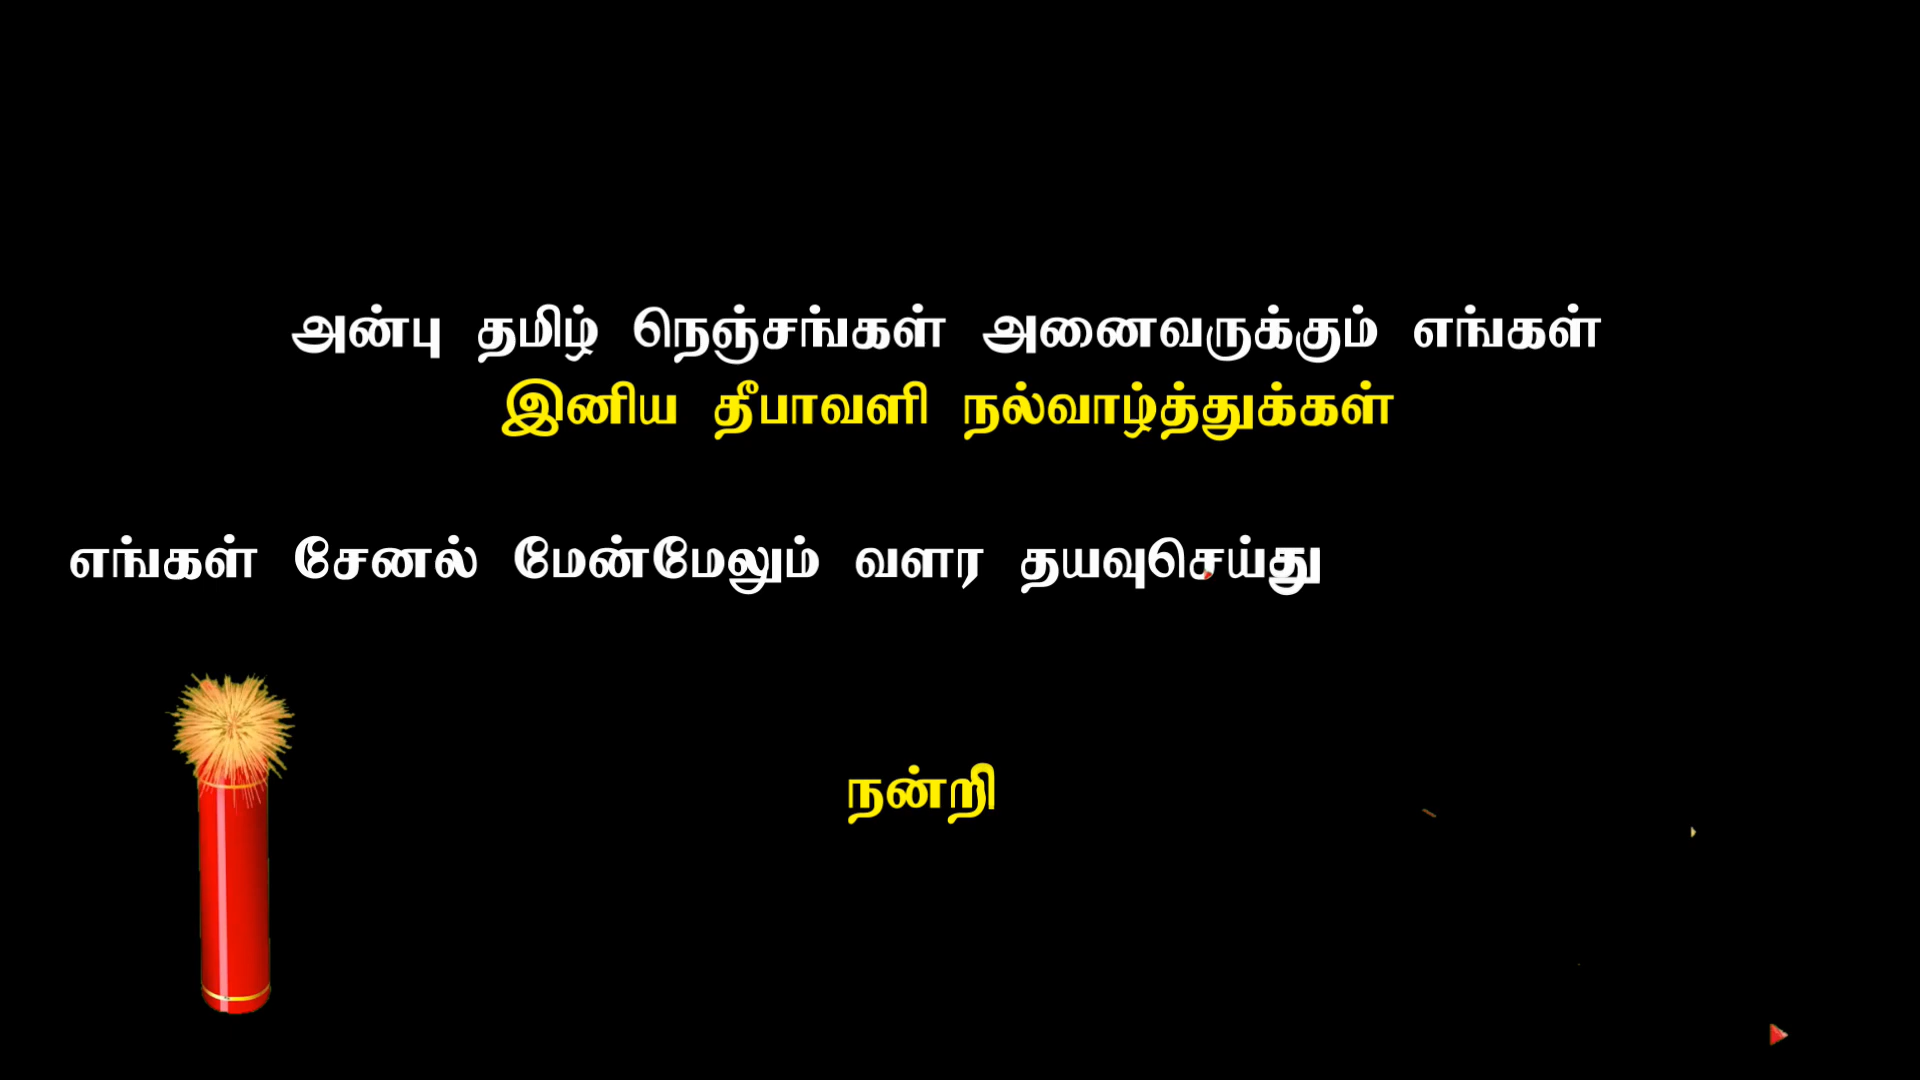 அன்பு தமிழ் நெஞ்சங்கள் அனைவருக்கும் எங்கள்
இனிய தீபாவளி நல்வாழ்த்துக்கள்
எங்கள் சேனல் மேன்மேலும் வளர தயவுசெய்து
நன்றி